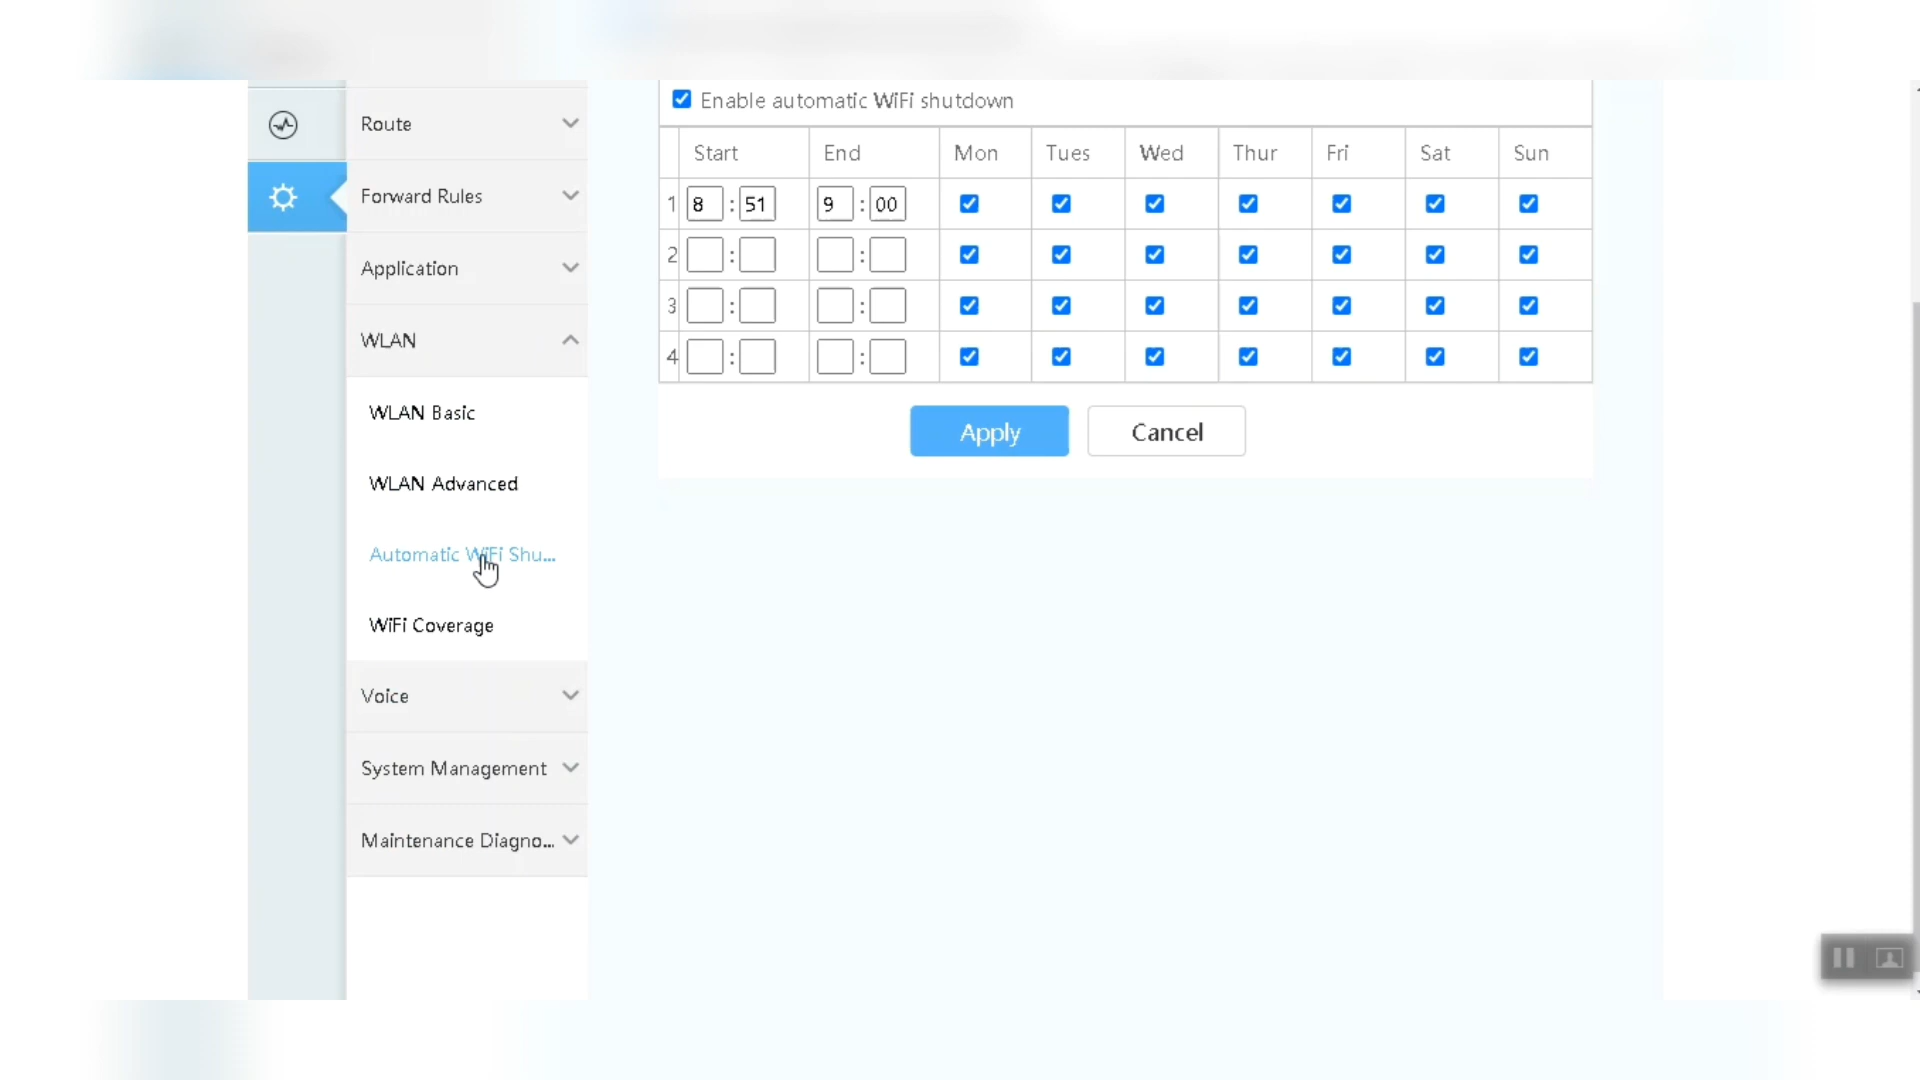 Route
Forward Rules
Application
WLAN
WLAN Basic
WLAN Advanced
Automatic WiFi Shu...
WiFi Coverage
Voice
System Management
Maintenance Diagno...
Enable automatic WiFi shutdown
Start End Mon Tues Wed Thur Fri Sat Sun
1 8 : 51 9 : 00
2 : :
3 : :
4 : :
Apply Cancel